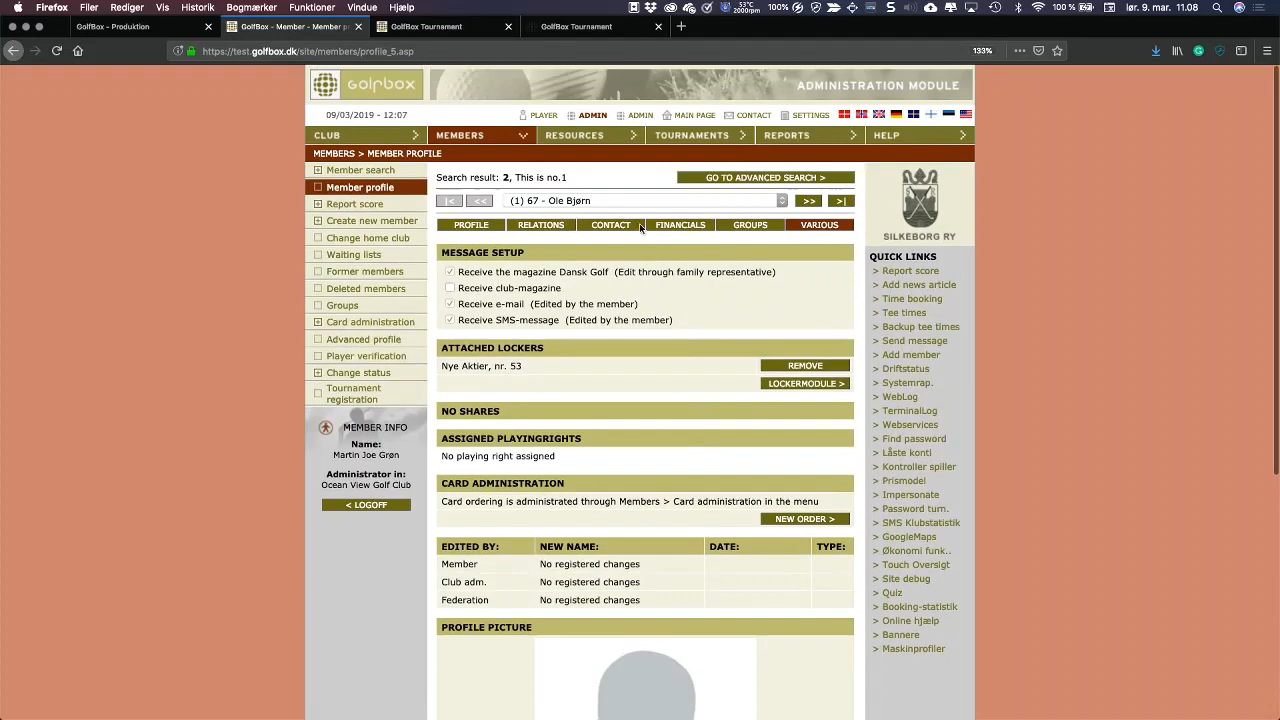 Firefox Filer Rediger Vis Historik Bogmærker Funktioner Vindue Hjælp 2000m 100% lør. 9. mar. 11.08
GolfBox - Produktion
GolfBox - Member - Member pr
GolfBox Tournament
GolfBox Tournament
https://test.golfbox.dk/site/members/profile_5.asp
133%
GOLFBOX
ADMINISTRATION MODULE
09/03/2019 - 12:07
PLAYER ADMIN ADMIN MAIN PAGE CONTACT SETTINGS
CLUB MEMBERS RESOURCES TOURNAMENTS REPORTS HELP
MEMBERS > MEMBER PROFILE
Member search
Member profile
Report score
Create new member
Change home club
Waiting lists
Former members
Deleted members
Groups
Card administration
Advanced profile
Player verification
Change status
Tournament
registration
MEMBER INFO
Name:
Martin Joe Grøn
Administrator in:
Ocean View Golf Club
< LOGOFF
Search result: 2, This is no.1
GO TO ADVANCED SEARCH >
|< << (1) 67 - Ole Bjørn >> >|
PROFILE RELATIONS CONTACT FINANCIALS GROUPS VARIOUS
MESSAGE SETUP
Receive the magazine Dansk Golf (Edit through family representative)
Receive club-magazine
Receive e-mail (Edited by the member)
Receive SMS-message (Edited by the member)
ATTACHED LOCKERS
Nye Aktier, nr. 53
REMOVE
LOCKERMODULE >
NO SHARES
ASSIGNED PLAYINGRIGHTS
No playing right assigned
CARD ADMINISTRATION
Card ordering is administrated through Members > Card administration in the menu
NEW ORDER >
EDITED BY: NEW NAME: DATE: TYPE:
Member No registered changes
Club adm. No registered changes
Federation No registered changes
PROFILE PICTURE
SILKEBORG RY
QUICK LINKS
> Report score
> Add news article
> Time booking
> Tee times
> Backup tee times
> Send message
> Add member
> Driftstatus
> Systemrap.
> WebLog
> TerminalLog
> Webservices
> Find password
> Låste konti
> Kontroller spiller
> Prismodel
> Impersonate
> Password turn.
> SMS Klubstatistik
> GoogleMaps
> Økonomi funk..
> Touch Oversigt
> Site debug
> Quiz
> Booking-statistik
> Online hjælp
> Bannere
> Maskinprofiler